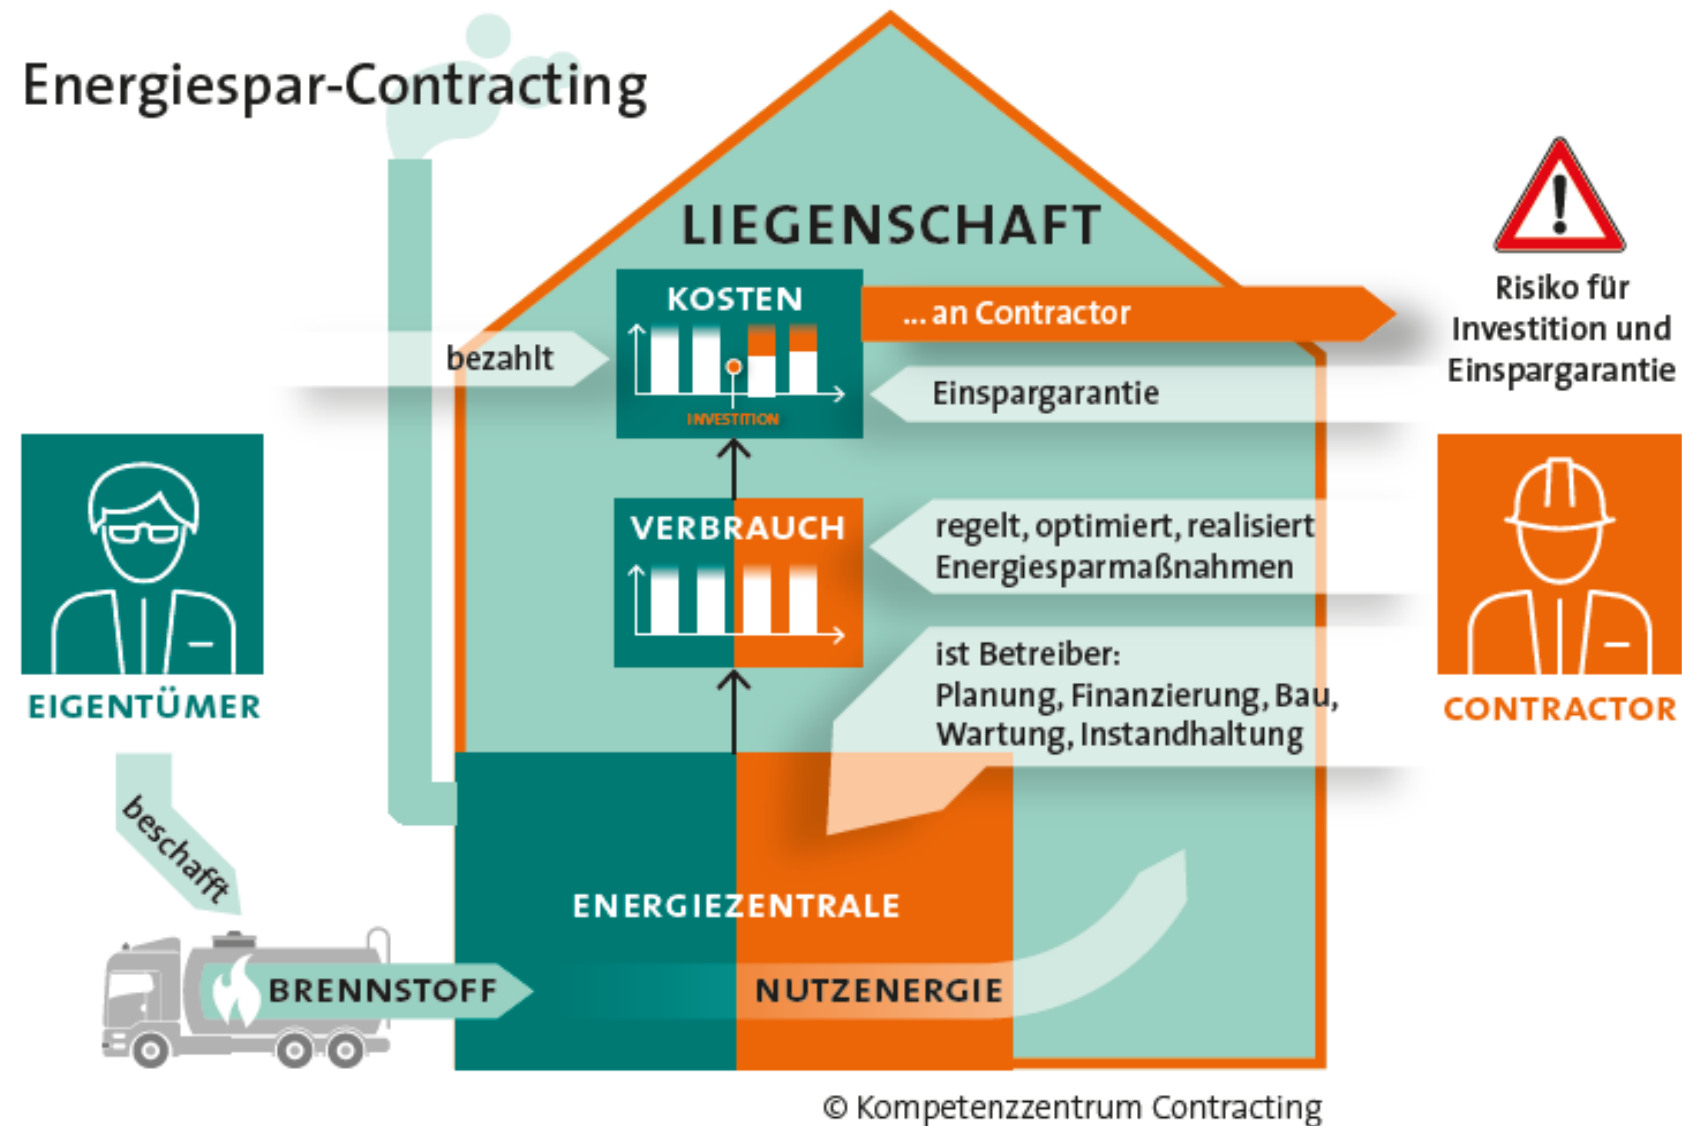 Energiespar-Contracting
LIEGENSCHAFT
KOSTEN
INVESTITION
bezahlt
... an Contractor
Einspargarantie
Risiko für
Investition und
Einspargarantie
VERBRAUCH
regelt, optimiert, realisiert
Energiesparmaßnahmen
ist Betreiber:
Planung, Finanzierung, Bau,
Wartung, Instandhaltung
EIGENTÜMER
CONTRACTOR
beschafft
ENERGIEZENTRALE
BRENNSTOFF
NUTZENERGIE
© Kompetenzzentrum Contracting